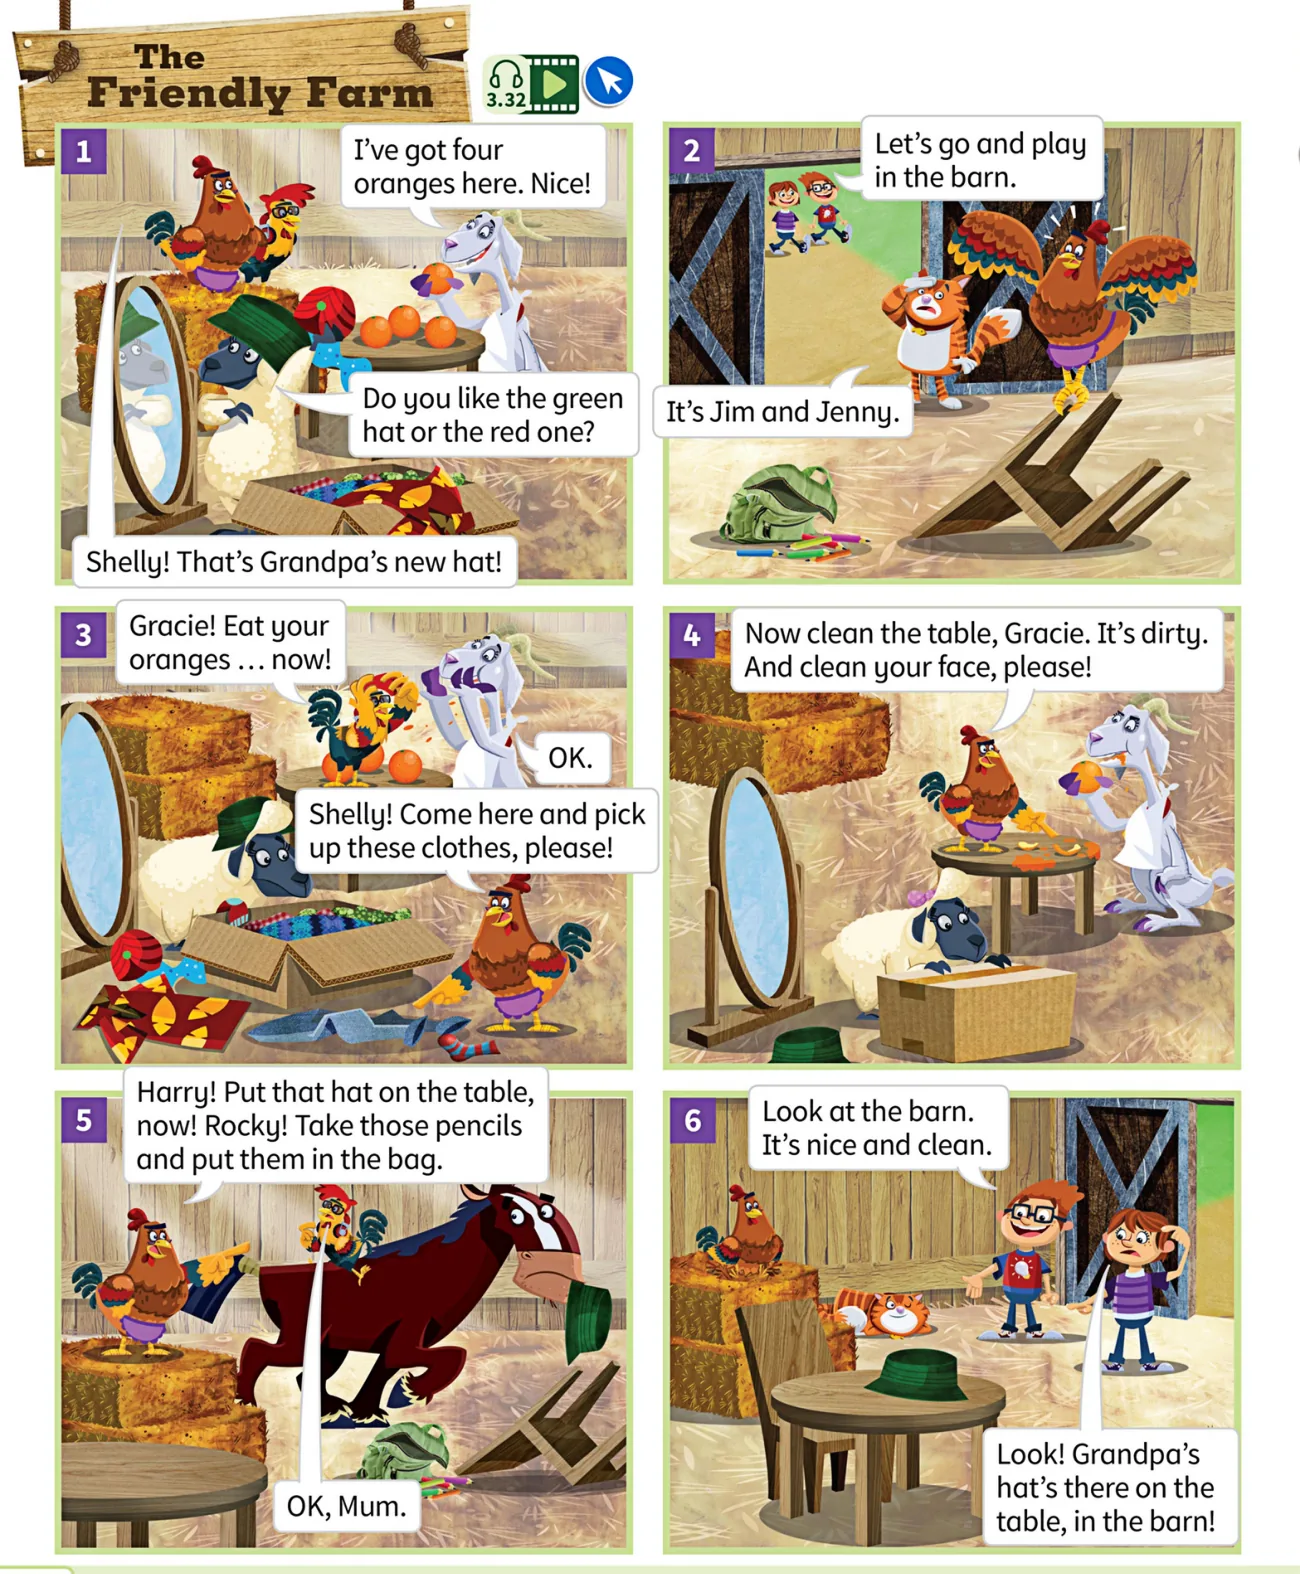 The
Friendly Farm
3.32
1
I've got four
oranges here. Nice!
Do you like the green
hat or the red one?
Shelly! That's Grandpa's new hat!
2
Let's go and play
in the barn.
It's Jim and Jenny.
3
Gracie! Eat your
oranges ... now!
OK.
Shelly! Come here and pick
up these clothes, please!
4
Now clean the table, Gracie. It's dirty.
And clean your face, please!
5
Harry! Put that hat on the table,
now! Rocky! Take those pencils
and put them in the bag.
OK, Mum.
6
Look at the barn.
It's nice and clean.
Look! Grandpa's
hat's there on the
table, in the barn!